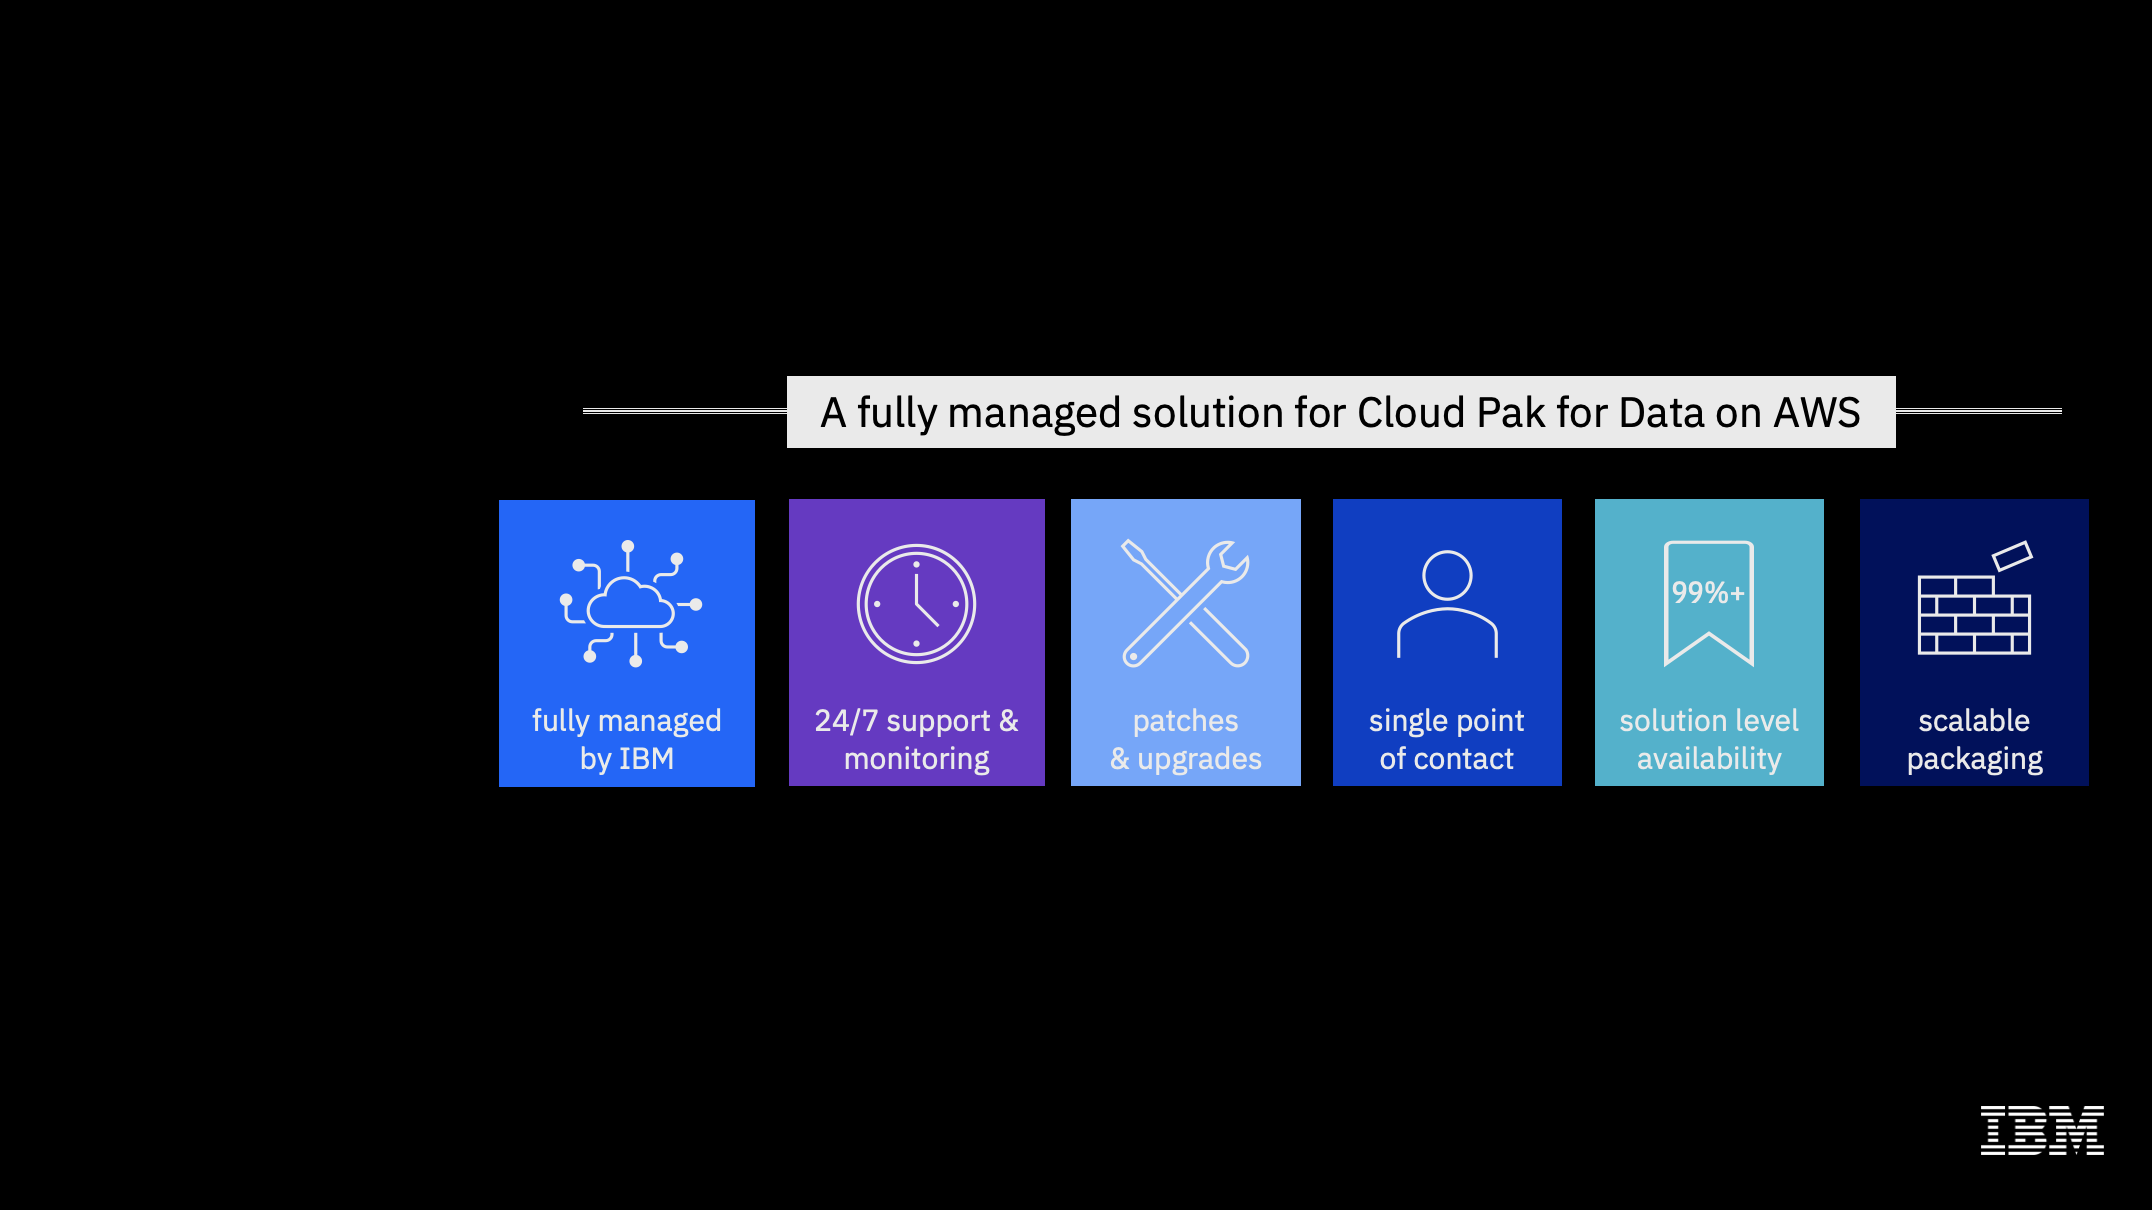 A fully managed solution for Cloud Pak for Data on AWS
fully managed
by IBM
24/7 support &
monitoring
patches
& upgrades
single point
of contact
99%+
solution level
availability
scalable
packaging
IBM